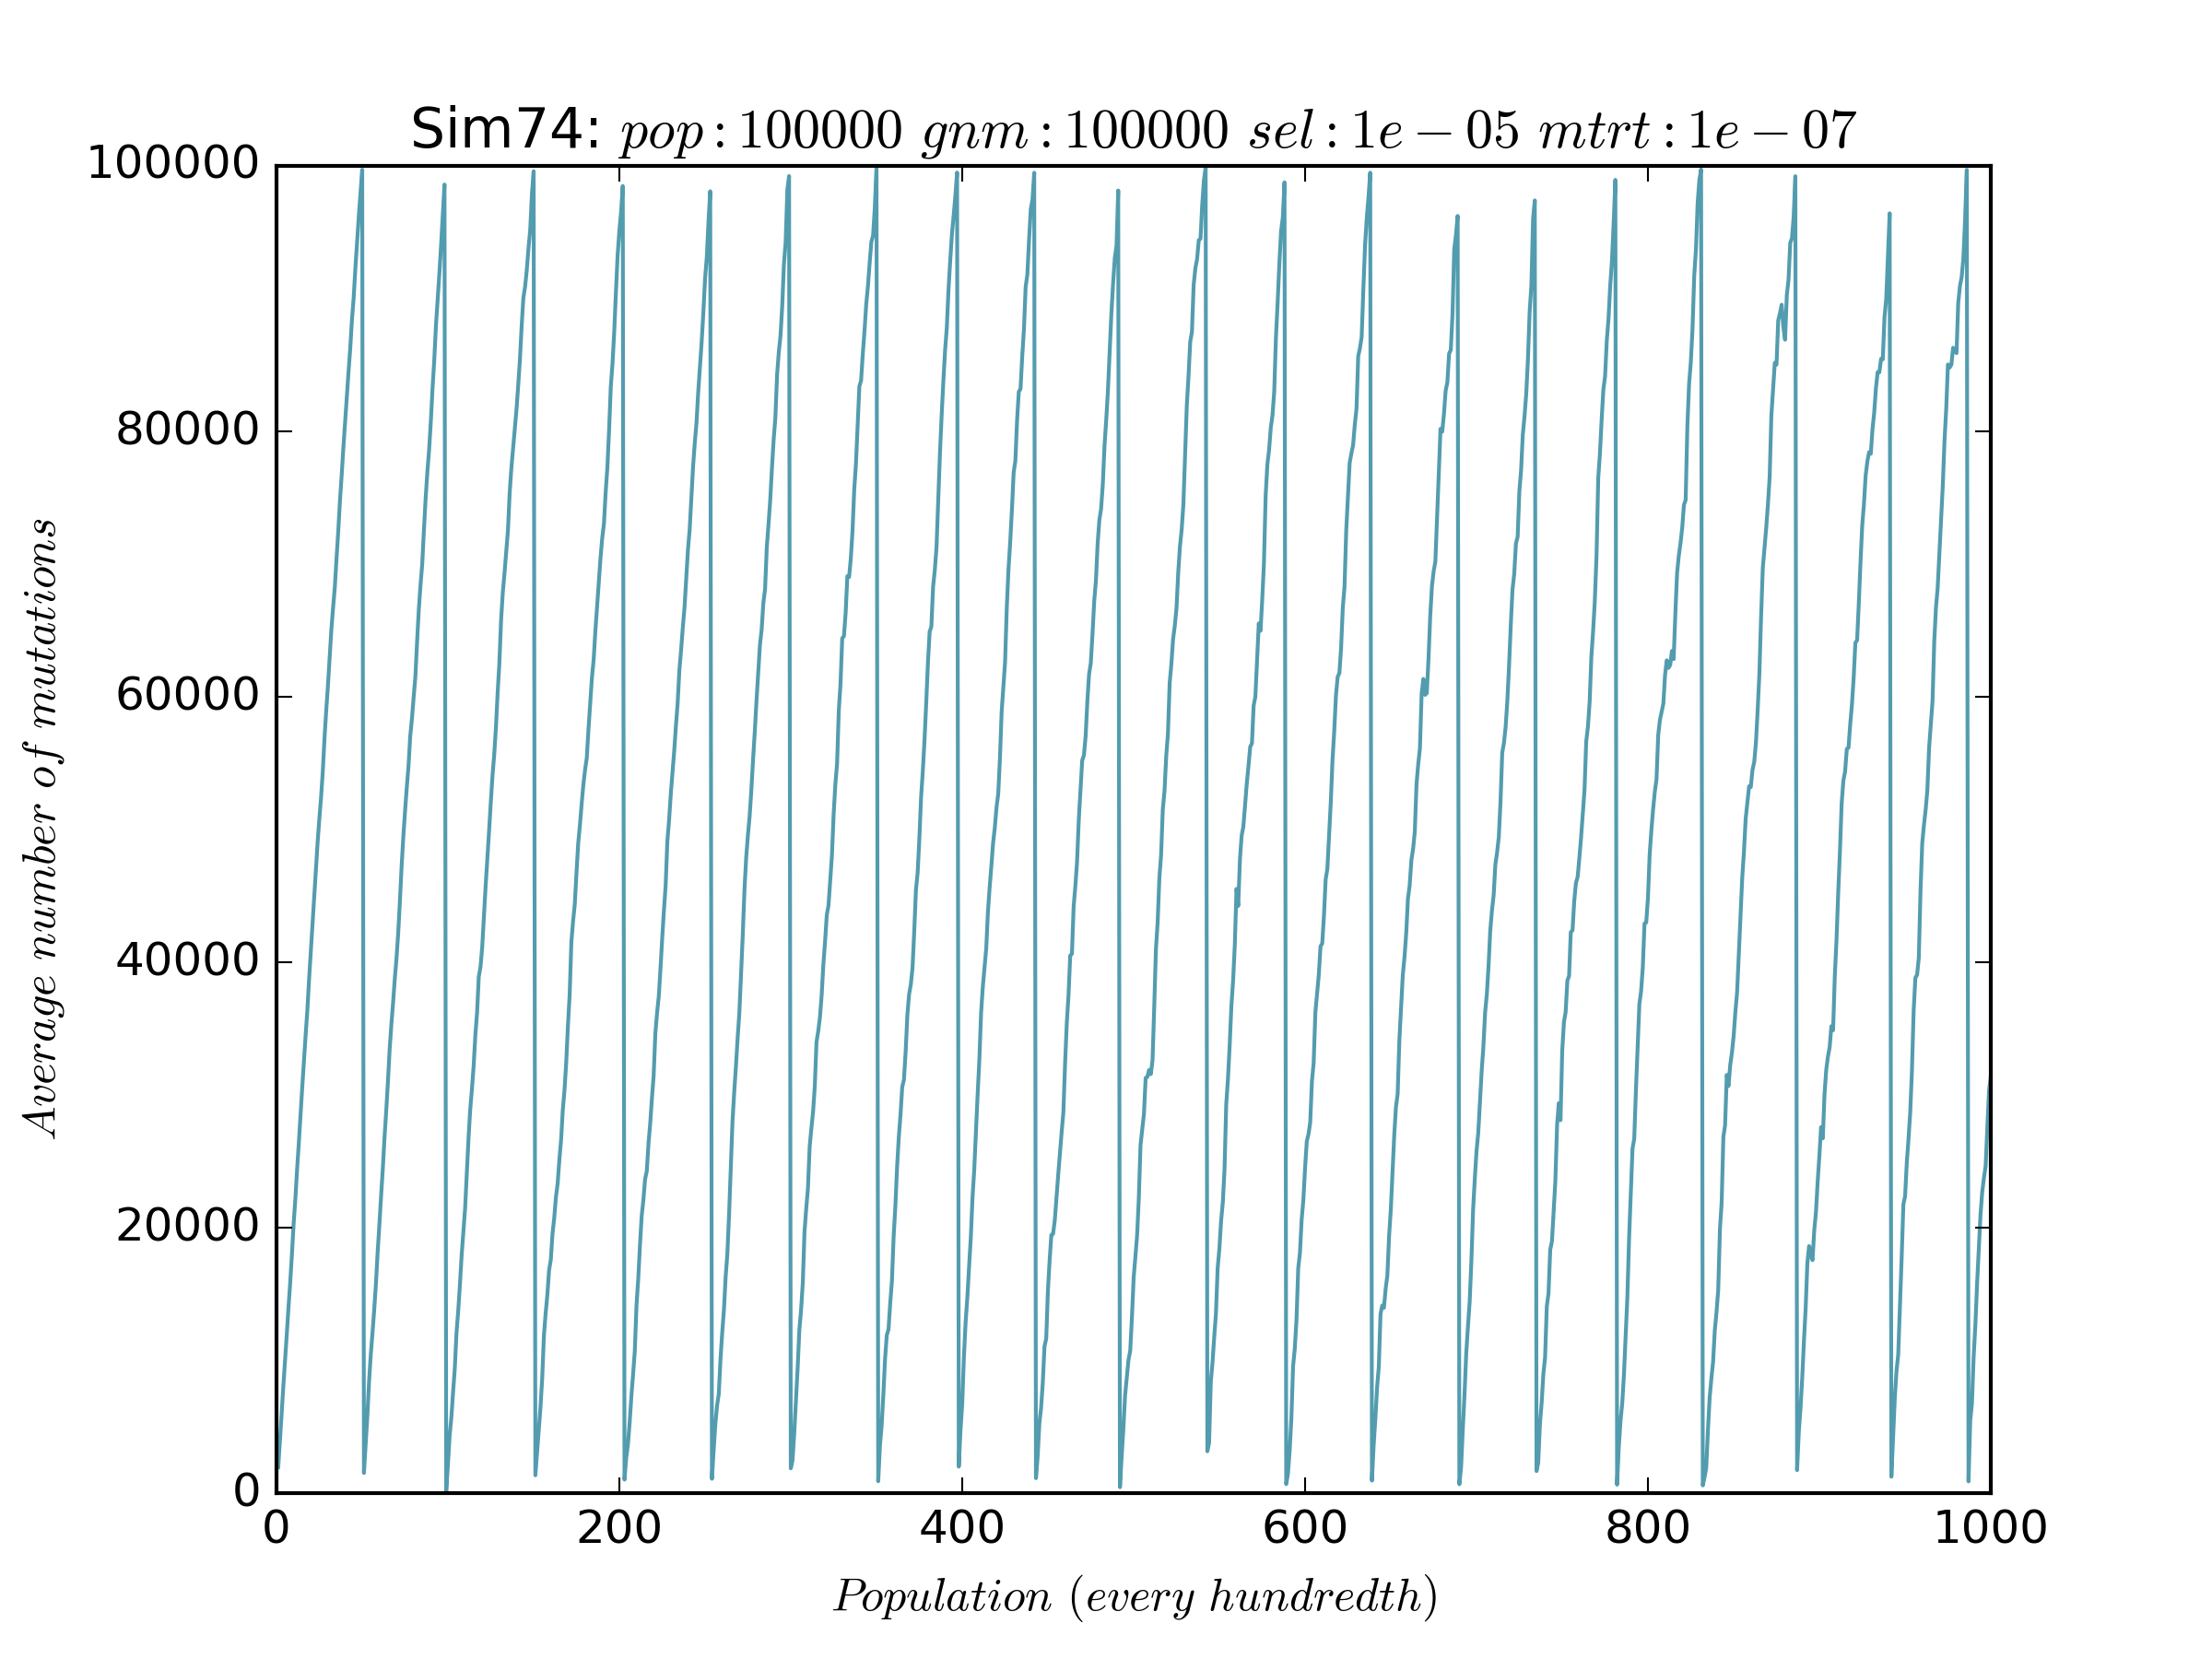 Sim74: pop : 100000 gnm : 100000 sel : 1e − 05 mtrt : 1e − 07
100000
80000
60000
40000
20000
0
Average number of mutations
0 200 400 600 800 1000
Population (every hundredth)